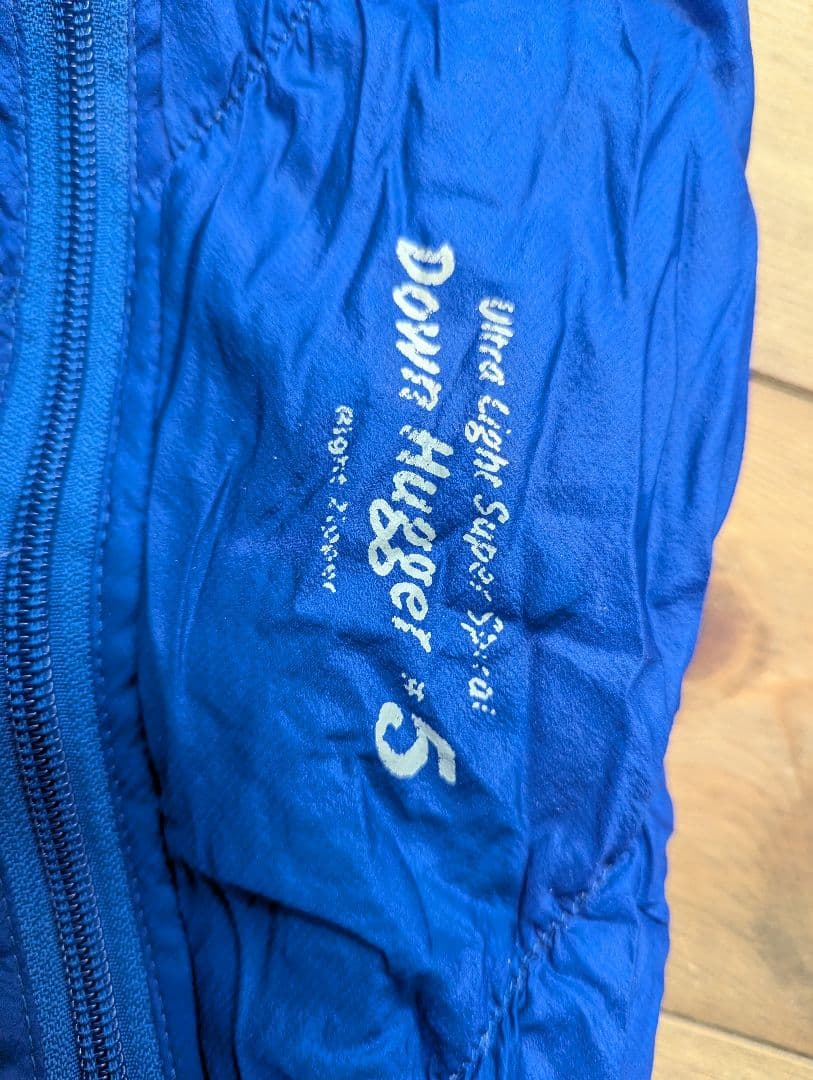 Ultra Light Super Spiral
Down Hugger #5
Right Zipper